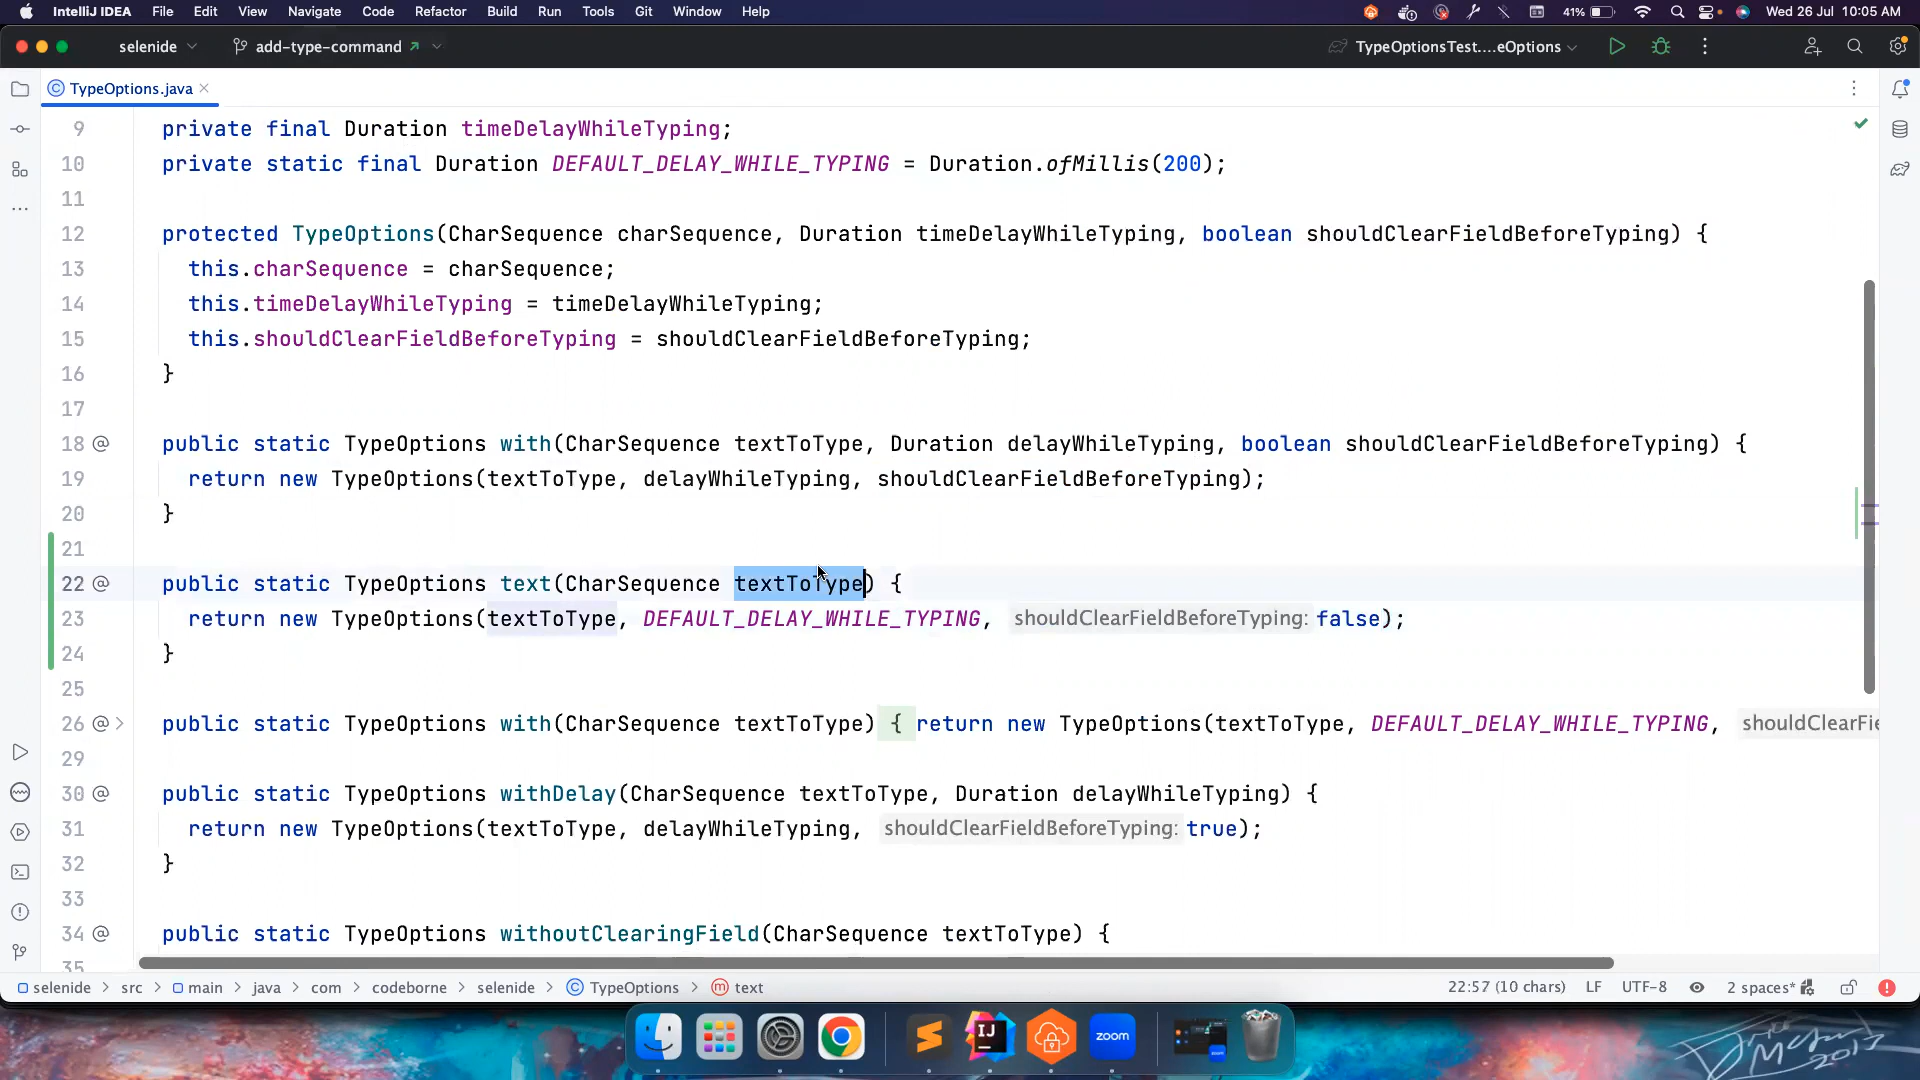 IntelliJ IDEA File Edit View Navigate Code Refactor Build Run Tools Git Window Help 41% Wed 26 Jul 10:05 AM
selenide add-type-command TypeOptionsTest....eOptions
TypeOptions.java
9 private final Duration timeDelayWhileTyping;
10 private static final Duration DEFAULT_DELAY_WHILE_TYPING = Duration.ofMillis(200);
11
12 protected TypeOptions(CharSequence charSequence, Duration timeDelayWhileTyping, boolean shouldClearFieldBeforeTyping) {
13 this.charSequence = charSequence;
14 this.timeDelayWhileTyping = timeDelayWhileTyping;
15 this.shouldClearFieldBeforeTyping = shouldClearFieldBeforeTyping;
16 }
17
18 @ public static TypeOptions with(CharSequence textToType, Duration delayWhileTyping, boolean shouldClearFieldBeforeTyping) {
19 return new TypeOptions(textToType, delayWhileTyping, shouldClearFieldBeforeTyping);
20 }
21
22 @ public static TypeOptions text(CharSequence textToType) {
23 return new TypeOptions(textToType, DEFAULT_DELAY_WHILE_TYPING, shouldClearFieldBeforeTyping: false);
24 }
25
26 @ public static TypeOptions with(CharSequence textToType) { return new TypeOptions(textToType, DEFAULT_DELAY_WHILE_TYPING, shouldClearFie
29
30 @ public static TypeOptions withDelay(CharSequence textToType, Duration delayWhileTyping) {
31 return new TypeOptions(textToType, delayWhileTyping, shouldClearFieldBeforeTyping: true);
32 }
33
34 @ public static TypeOptions withoutClearingField(CharSequence textToType) {
35
selenide > src > main > java > com > codeborne > selenide > TypeOptions > text 22:57 (10 chars) LF UTF-8 2 spaces*
IJ zoom
2017